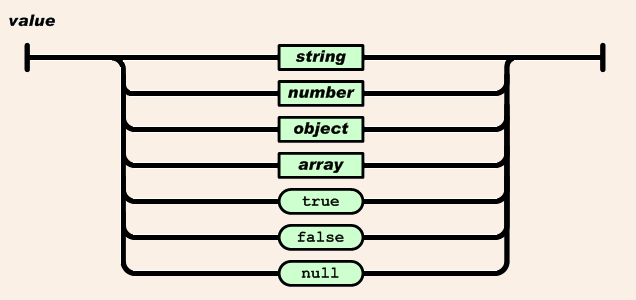 value
string
number
object
array
true
false
null